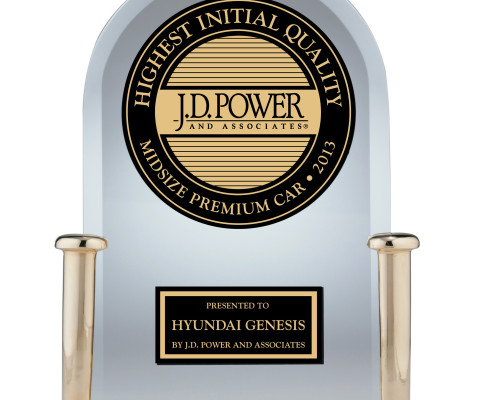 HIGHEST INITIAL QUALITY
J.D. POWER
AND ASSOCIATES®
MIDSIZE PREMIUM CAR • 2013
PRESENTED TO
HYUNDAI GENESIS
BY J.D. POWER AND ASSOCIATES